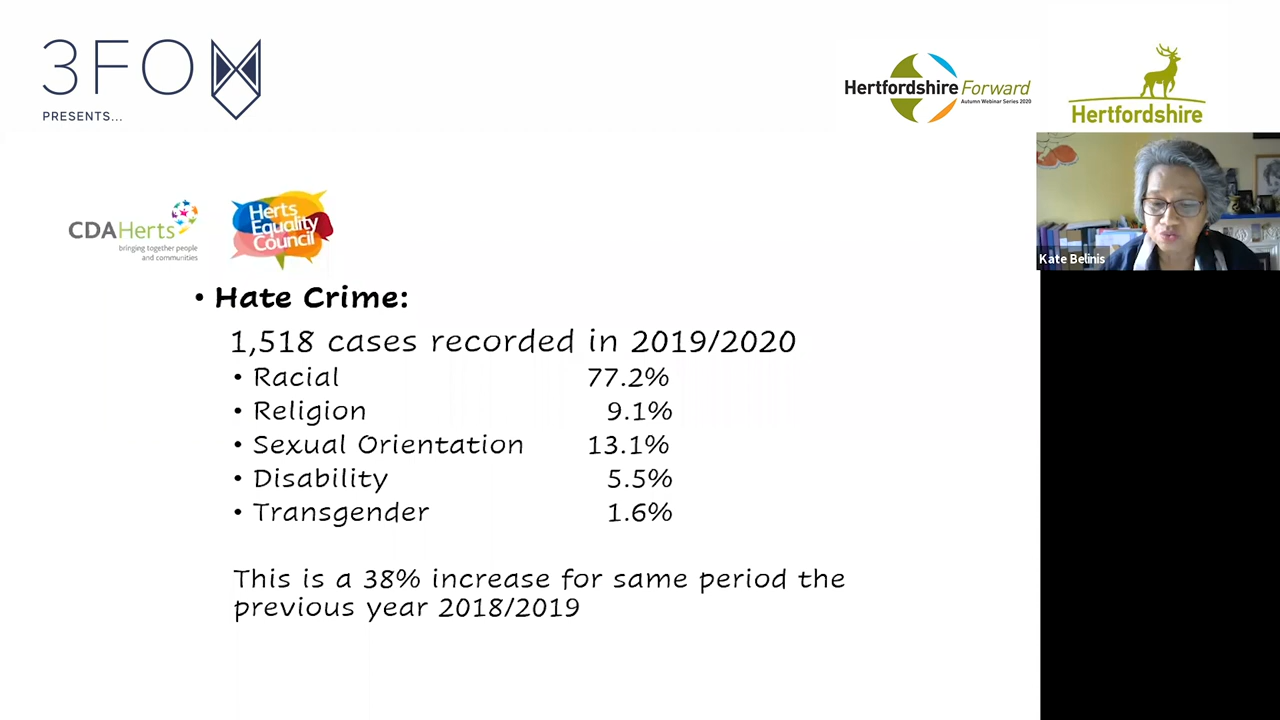 3FOX
PRESENTS...
Hertfordshire Forward
Autumn Webinar Series 2020
Hertfordshire
Kate Belinis
CDAHerts
bringing together people
and communities
Herts
Equality
Council
• Hate Crime:
1,518 cases recorded in 2019/2020
• Racial 77.2%
• Religion 9.1%
• Sexual Orientation 13.1%
• Disability 5.5%
• Transgender 1.6%
This is a 38% increase for same period the
previous year 2018/2019